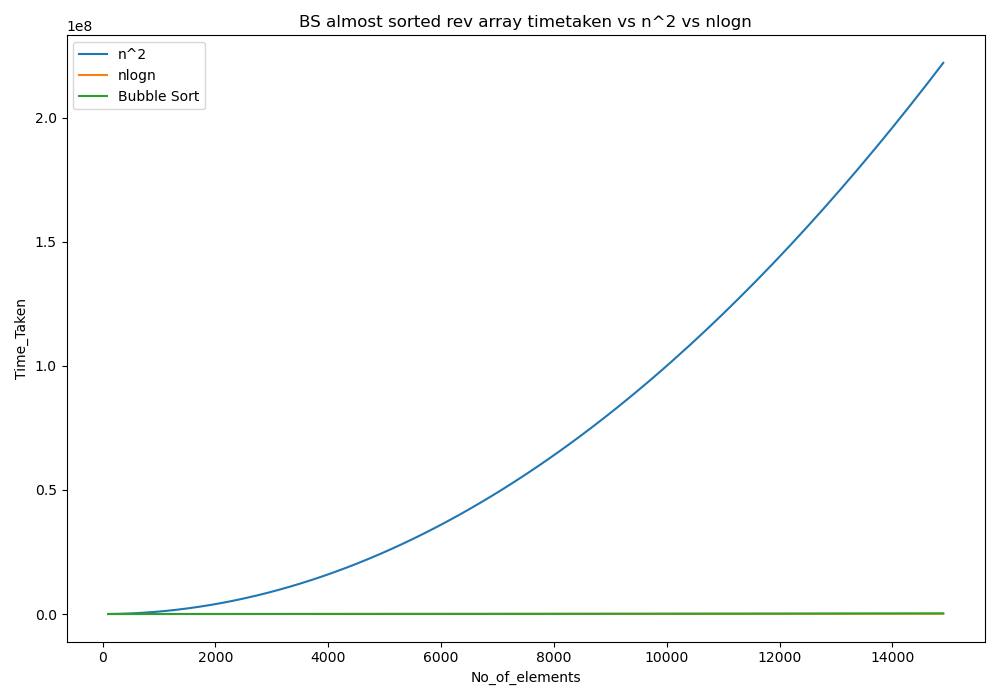 BS almost sorted rev array timetaken vs n^2 vs nlogn
1e8
n^2
nlogn
Bubble Sort
2.0
1.5
1.0
0.5
0.0
Time_Taken
0 2000 4000 6000 8000 10000 12000 14000
No_of_elements